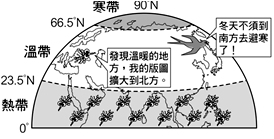 寒帶 90°N
66.5°N
溫帶
發現溫暖的地
方，我的版圖
擴大到北方。
冬天不須到
南方去避寒
了！
23.5°N
熱帶
0°